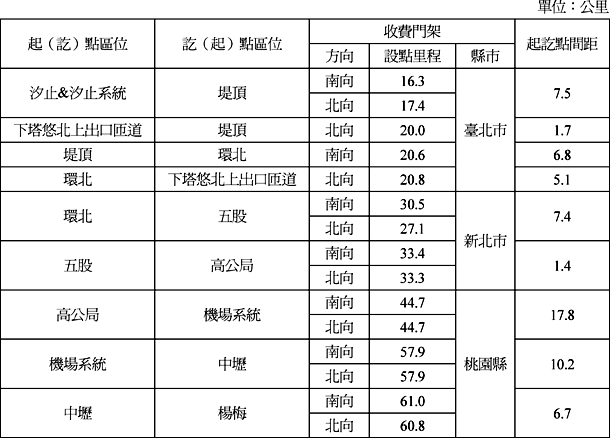 單位：公里
起（訖）點區位 訖（起）點區位 收費門架 起訖點間距
方向 設點里程 縣市
汐止&汐止系統 堤頂 南向 16.3 臺北市 7.5
北向 17.4
下塔悠北上出口匝道 堤頂 北向 20.0 1.7
堤頂 環北 南向 20.6 6.8
環北 下塔悠北上出口匝道 北向 20.8 5.1
環北 五股 南向 30.5 新北市 7.4
北向 27.1
五股 高公局 南向 33.4 1.4
北向 33.3
高公局 機場系統 南向 44.7 桃園縣 17.8
北向 44.7
機場系統 中壢 南向 57.9 10.2
北向 57.9
中壢 楊梅 南向 61.0 6.7
北向 60.8